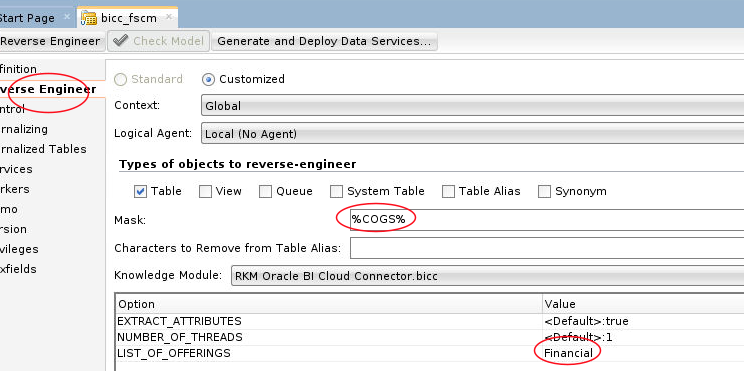 Start Page × bicc_fscm ×
Reverse Engineer Check Model Generate and Deploy Data Services...
finition
verse Engineer
ntrol
rnalizing
rnalized Tables
rvices
rkers
mo
rsion
vileges
xfields
Standard Customized
Context: Global
Logical Agent: Local (No Agent)
Types of objects to reverse-engineer
Table View Queue System Table Table Alias Synonym
Mask: %COGS%
Characters to Remove from Table Alias:
Knowledge Module: RKM Oracle BI Cloud Connector.bicc
Option Value
EXTRACT_ATTRIBUTES <Default>:true
NUMBER_OF_THREADS <Default>:1
LIST_OF_OFFERINGS Financial